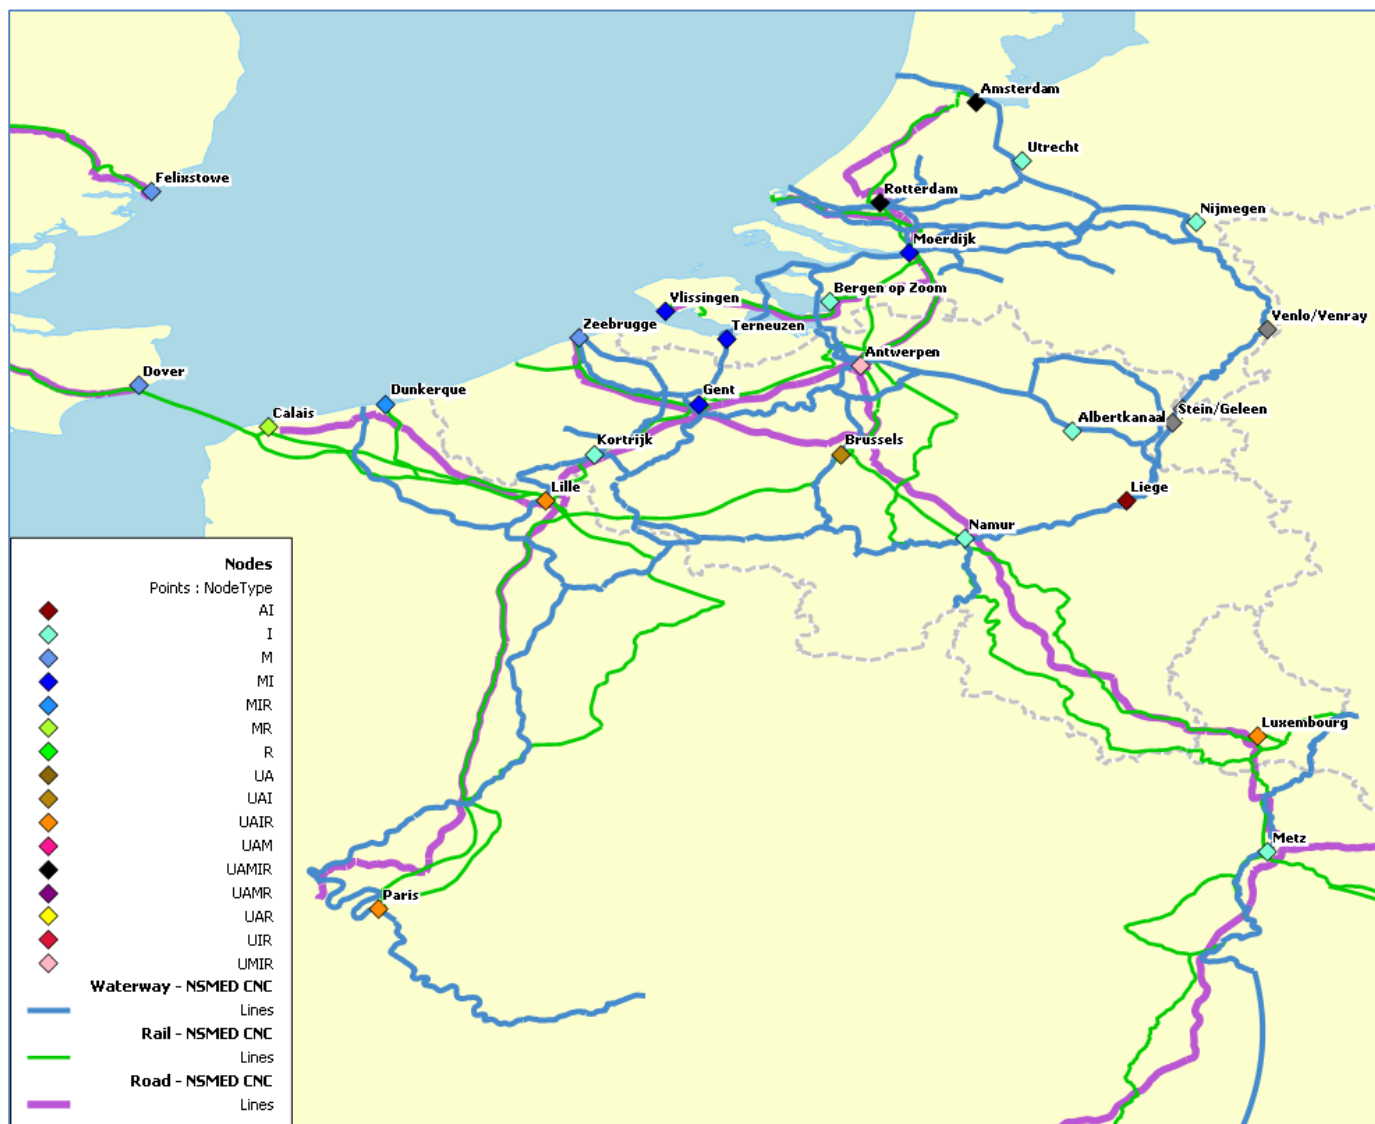 Amsterdam
Utrecht
Felixstowe
Rotterdam
Nijmegen
Moerdijk
Bergen op Zoom
Vlissingen
Venlo/Venray
Zeebrugge
Terneuzen
Antwerpen
Dover
Dunkerque
Gent
Calais
Albertkanaal
Stein/Geleen
Kortrijk
Brussels
Lille
Liege
Namur
Luxembourg
Metz
Paris
Nodes
Points : NodeType
AI
I
M
MI
MIR
MR
R
UA
UAI
UAIR
UAM
UAMIR
UAMR
UAR
UIR
UMIR
Waterway - NSMED CNC
Lines
Rail - NSMED CNC
Lines
Road - NSMED CNC
Lines